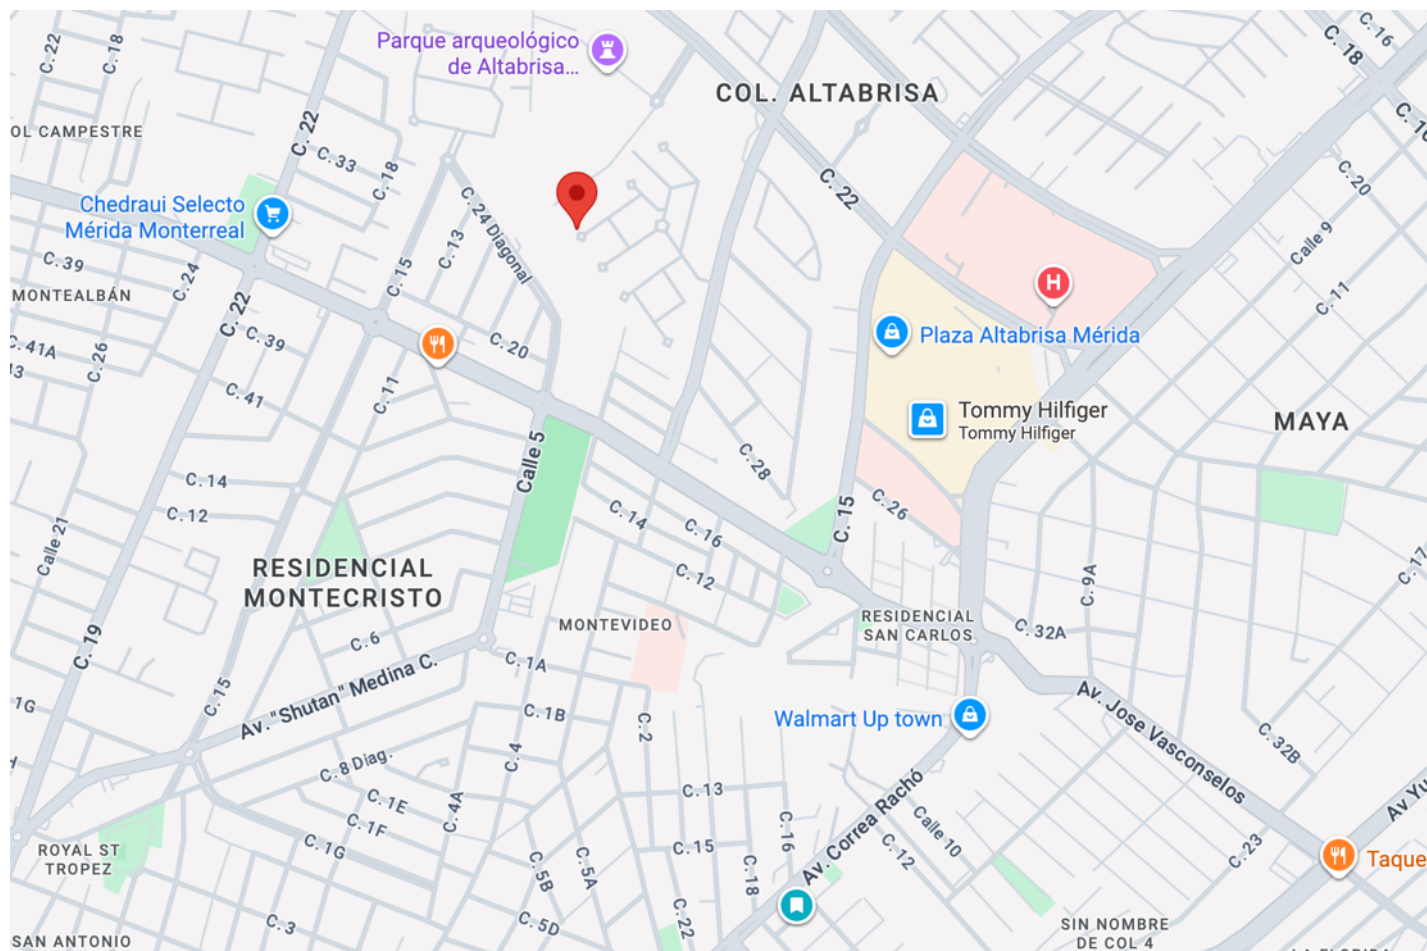 C. 22
C. 18
Parque arqueológico
de Altabrisa...
COL. ALTABRISA
C. 16
C. 18
C. 22
OL CAMPESTRE
C. 33
C. 18
C. 22
C. 20
Chedraui Selecto
Mérida Monterreal
C. 24 Diagonal
C. 13
C. 15
Calle 9
C. 39
C. 24
H
C. 11
MONTEALBÁN
C. 22
C. 39
C. 20
Plaza Altabrisa Mérida
C. 41A
C. 26
C. 41
C. 11
Tommy Hilfiger
Tommy Hilfiger
MAYA
Calle 5
C. 28
C. 14
C. 12
C. 14
C. 16
C. 15
C. 26
Calle 21
C. 17
RESIDENCIAL
MONTECRISTO
C. 12
C. 9A
MONTEVIDEO
RESIDENCIAL
SAN CARLOS
C. 32A
C. 19
C. 6
C. 1A
C. 15
Av. "Shutan" Medina C.
Av. Jose Vasconselos
C. 1G
C. 1B
C. 2
Walmart Up town
C. 32B
C. 4
C. 8 Diag.
C. 13
Av. Correa Rachó
Av Yu
C. 1E
C. 4A
C. 1F
C. 16
Calle 10
C. 1G
C. 15
C. 12
C. 23
ROYAL ST
TROPEZ
C. 5B
C. 5A
C. 18
Taque
C. 3
C. 5D
C. 22
SIN NOMBRE
DE COL 4
SAN ANTONIO